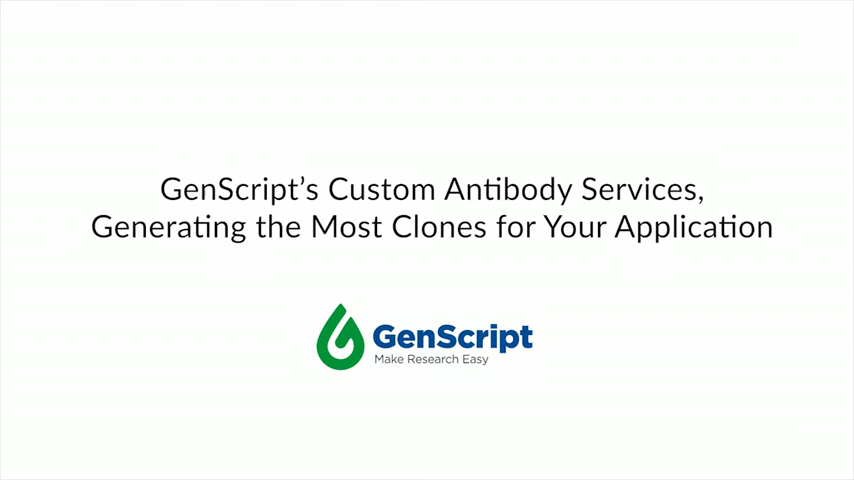 GenScript’s Custom Antibody Services,
Generating the Most Clones for Your Application
GenScript
Make Research Easy